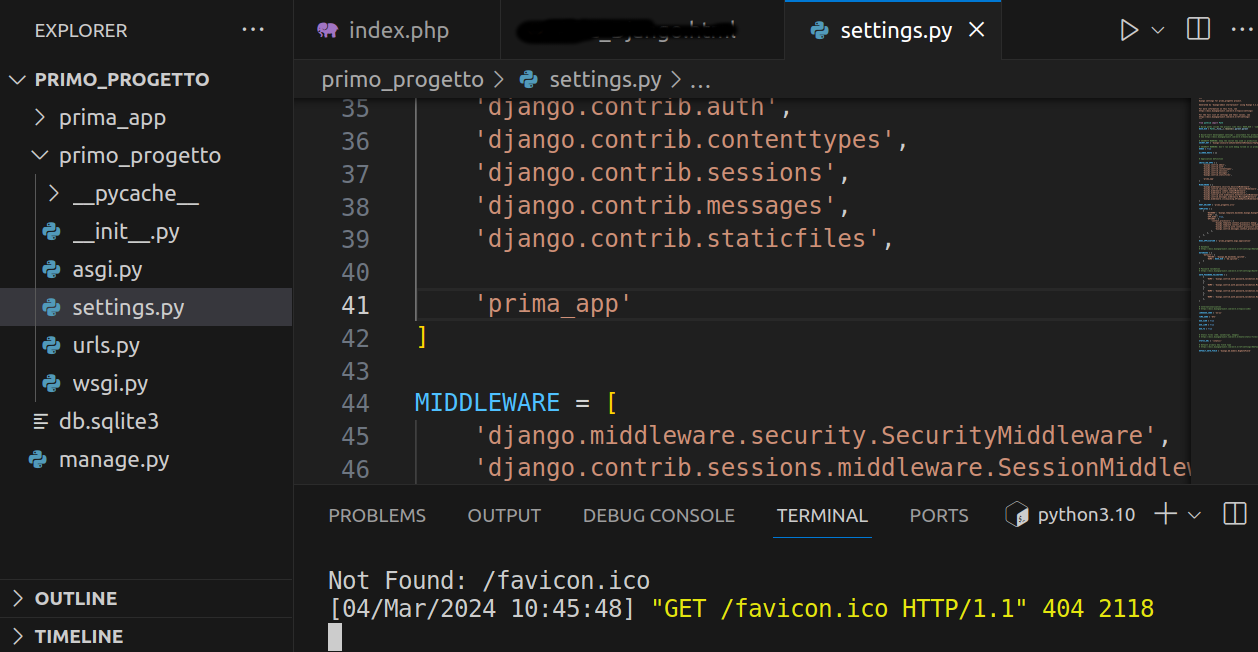 EXPLORER
PRIMO_PROGETTO
prima_app
primo_progetto
__pycache__
__init__.py
asgi.py
settings.py
urls.py
wsgi.py
db.sqlite3
manage.py
OUTLINE
TIMELINE
index.php
settings.py
primo_progetto > settings.py > ...
35 'django.contrib.auth',
36 'django.contrib.contenttypes',
37 'django.contrib.sessions',
38 'django.contrib.messages',
39 'django.contrib.staticfiles',
40
41 'prima_app'
42 ]
43
44 MIDDLEWARE = [
45 'django.middleware.security.SecurityMiddleware',
46 'django.contrib.sessions.middleware.SessionMiddlew
PROBLEMS OUTPUT DEBUG CONSOLE TERMINAL PORTS python3.10
Not Found: /favicon.ico
[04/Mar/2024 10:45:48] "GET /favicon.ico HTTP/1.1" 404 2118